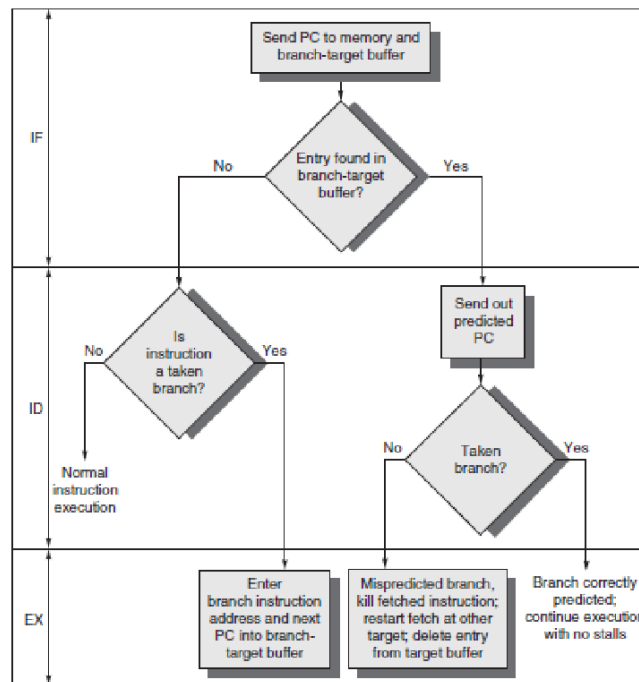 IF
Send PC to memory and
branch-target buffer
Entry found in
branch-target
buffer?
No
Yes
ID
Is
instruction
a taken
branch?
No
Yes
Normal
instruction
execution
Send out
predicted
PC
Taken
branch?
No
Yes
EX
Enter
branch instruction
address and next
PC into branch-
target buffer
Mispredicted branch,
kill fetched instruction;
restart fetch at other
target; delete entry
from target buffer
Branch correctly
predicted;
continue execution
with no stalls